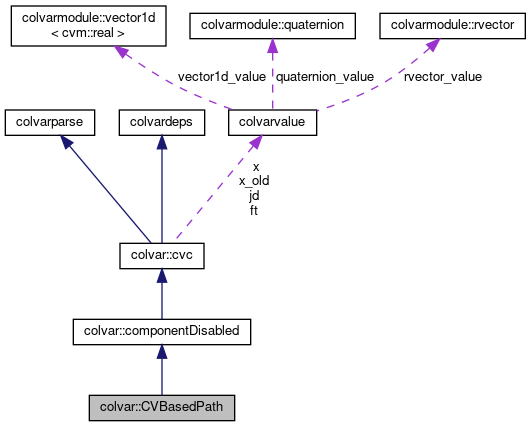 colvarmodule::vector1d
< cvm::real >
colvarmodule::quaternion
colvarmodule::rvector
vector1d_value
quaternion_value
rvector_value
colvarparse
colvardeps
colvarvalue
x
x_old
jd
ft
colvar::cvc
colvar::componentDisabled
colvar::CVBasedPath